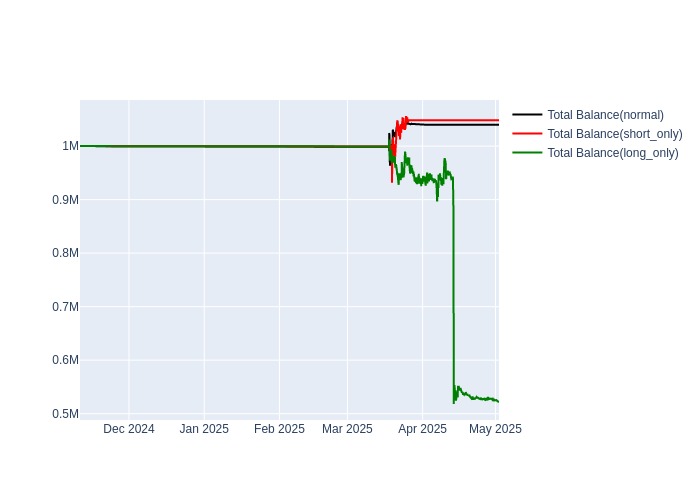 Total Balance(normal)
Total Balance(short_only)
Total Balance(long_only)
1M
0.9M
0.8M
0.7M
0.6M
0.5M
Dec 2024 Jan 2025 Feb 2025 Mar 2025 Apr 2025 May 2025